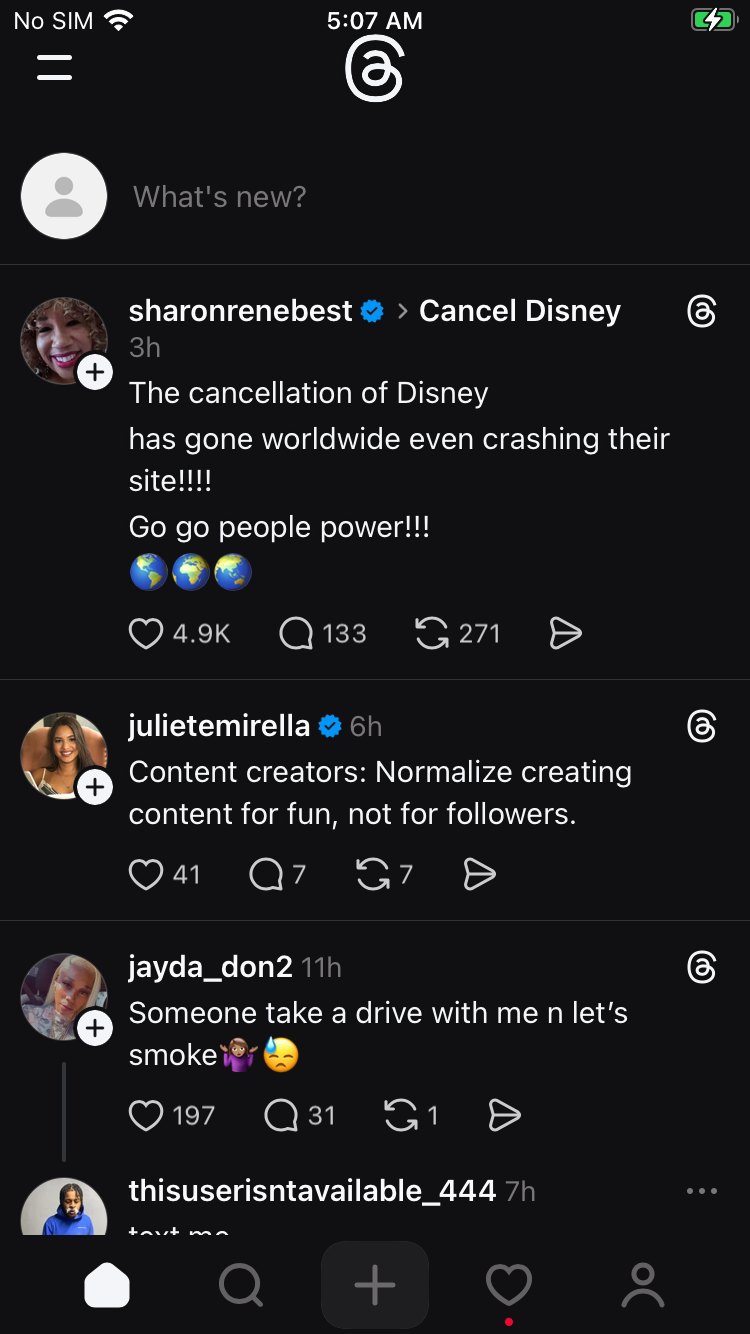 No SIM 5:07 AM
What's new?
sharonrenebest > Cancel Disney
3h
The cancellation of Disney
has gone worldwide even crashing their
site!!!!
Go go people power!!!
🌎🌍🌏
4.9K 133 271
julietemirella 6h
Content creators: Normalize creating
content for fun, not for followers.
41 7 7
jayda_don2 11h
Someone take a drive with me n let’s
smoke🤷🏽‍♀️😓
197 31 1
thisuserisntavailable_444 7h
text me